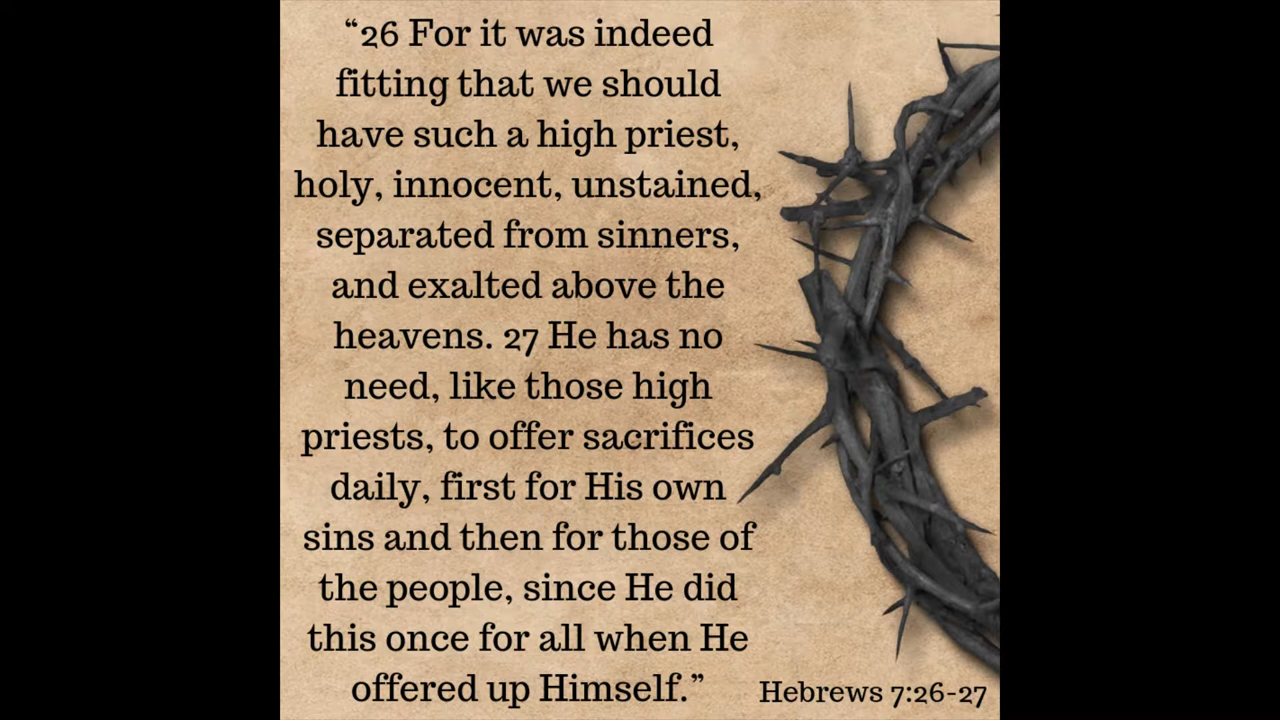 “26 For it was indeed
fitting that we should
have such a high priest,
holy, innocent, unstained,
separated from sinners,
and exalted above the
heavens. 27 He has no
need, like those high
priests, to offer sacrifices
daily, first for His own
sins and then for those of
the people, since He did
this once for all when He
offered up Himself.”
Hebrews 7:26-27